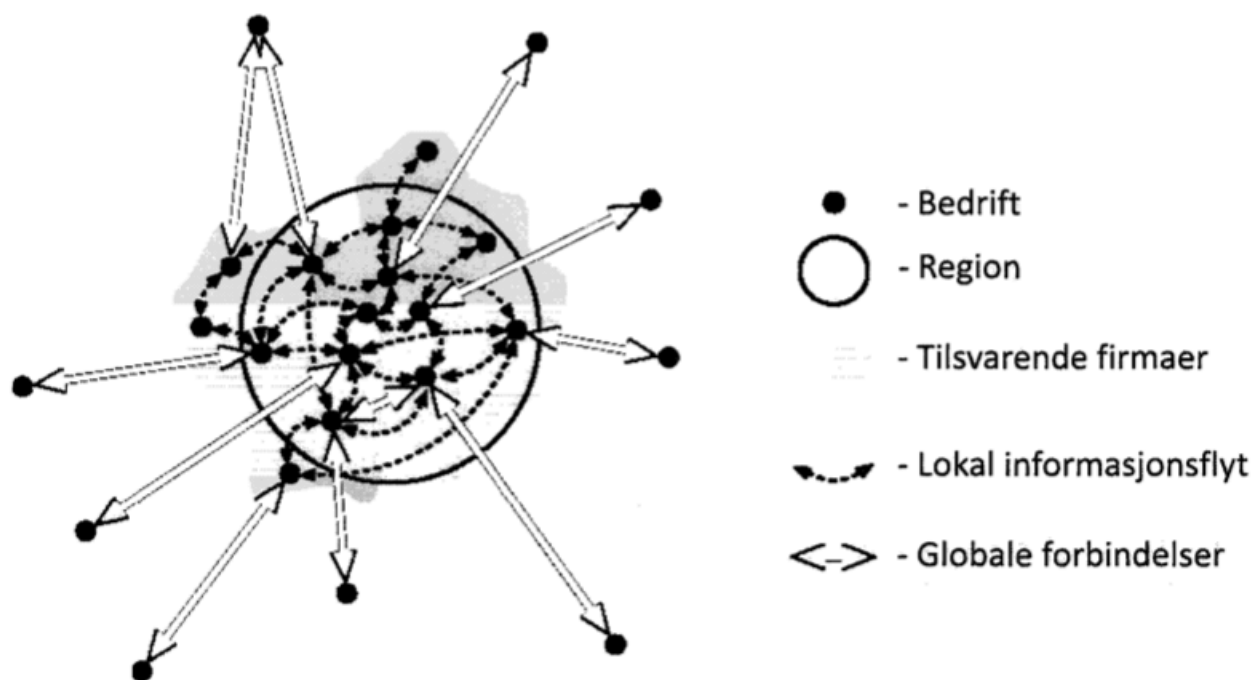 - Bedrift
- Region
- Tilsvarende firmaer
- Lokal informasjonsflyt
- Globale forbindelser